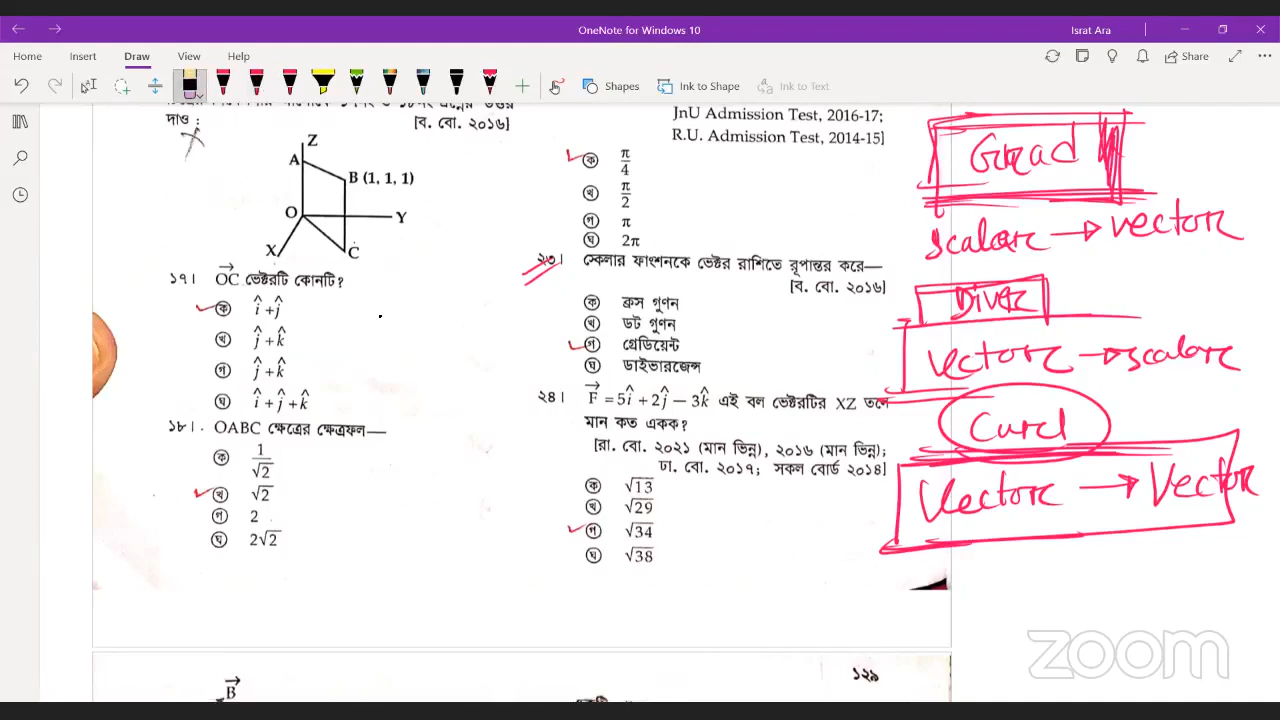 OneNote for Windows 10
Israt Ara
Home
Insert
Draw
View
Help
Share
Shapes
Ink to Shape
Ink to Text
দাও :
[ব. বো. ২০১৬]
Z
A
B (1, 1, 1)
O
Y
X
C
১৭। OC ভেক্টরটি কোনটি?
ক î + ĵ
খ ĵ + k̂
গ ĵ + k̂
ঘ î + ĵ + k̂
১৮। OABC ক্ষেত্রের ক্ষেত্রফল—
ক 1/√2
খ √2
গ 2
ঘ 2√2
JnU Admission Test, 2016-17;
R.U. Admission Test, 2014-15]
ক π/4
খ π/2
গ π
ঘ 2π
২৩। স্কেলার ফাংশনকে ভেক্টর রাশিতে রূপান্তর করে—
[ব. বো. ২০১৬]
ক ক্রস গুণন
খ ডট গুণন
গ গ্রেডিয়েন্ট
ঘ ডাইভারজেন্স
২৪। F⃗ = 5î + 2ĵ − 3k̂ এই বল ভেক্টরটির XZ তলে
মান কত একক?
[রা. বো. ২০২১ (মান ভিন্ন), ২০১৬ (মান ভিন্ন);
ঢা. বো. ২০১৭; সকল বোর্ড ২০১৪]
ক √13
খ √29
গ √34
ঘ √38
Grad
scalar → vector
Diver
vector → scalar
Curl
Vector → Vector
zoom
১২৯
B